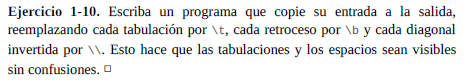 Ejercicio 1-10. Escriba un programa que copie su entrada a la salida,
reemplazando cada tabulación por \t, cada retroceso por \b y cada diagonal
invertida por \\. Esto hace que las tabulaciones y los espacios sean visibles
sin confusiones. □